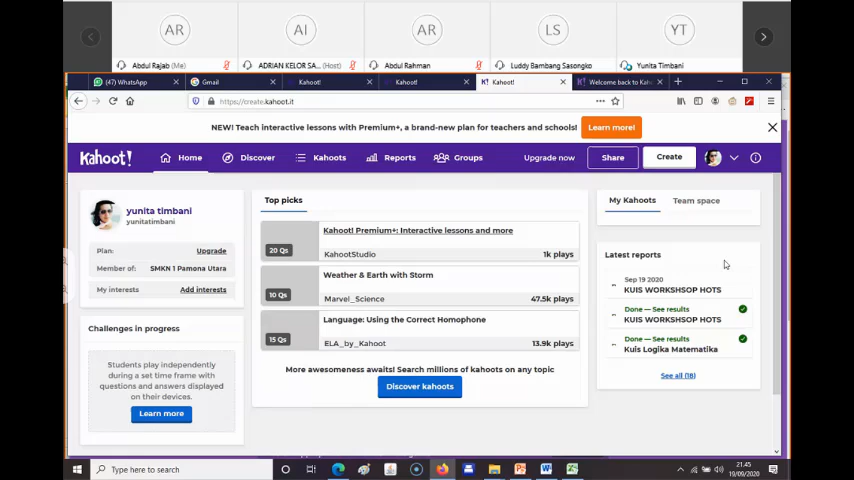 AR AI AR LS YT
Abdul Rajab (Me) ADRIAN KELOR SA... (Host) Abdul Rahman Luddy Bambang Sasongko Yunita Timbani
(47) WhatsApp Gmail Kahoot! Kahoot! K! Kahoot! K! Welcome back to Kah
https://create.kahoot.it
NEW! Teach interactive lessons with Premium+, a brand-new plan for teachers and schools! Learn more!
Kahoot! Home Discover Kahoots Reports Groups Upgrade now Share Create
yunita timbani
yunitatimbani
Plan: Upgrade
Member of: SMKN 1 Pamona Utara
My interests Add interests
Challenges in progress
Students play independently
during a set time frame with
questions and answers displayed
on their devices.
Learn more
Top picks
Kahoot! Premium+: Interactive lessons and more
20 Qs KahootStudio 1k plays
Weather & Earth with Storm
10 Qs Marvel_Science 47.5k plays
Language: Using the Correct Homophone
15 Qs ELA_by_Kahoot 13.9k plays
More awesomeness awaits! Search millions of kahoots on any topic
Discover kahoots
My Kahoots Team space
Latest reports
Sep 19 2020
KUIS WORKSHSOP HOTS
Done — See results
KUIS WORKSHSOP HOTS
Done — See results
Kuis Logika Matematika
See all (16)
Type here to search
21.45
19/09/2020